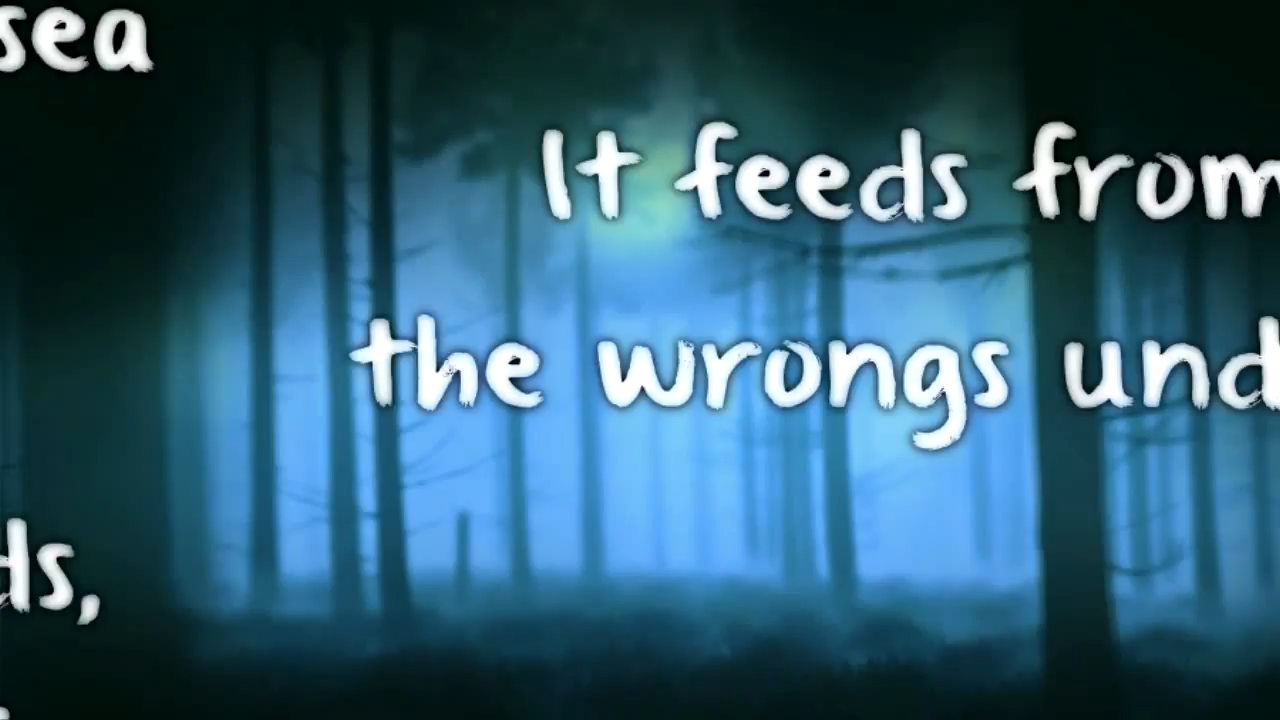 sea
It feeds from
the wrongs und
ds,